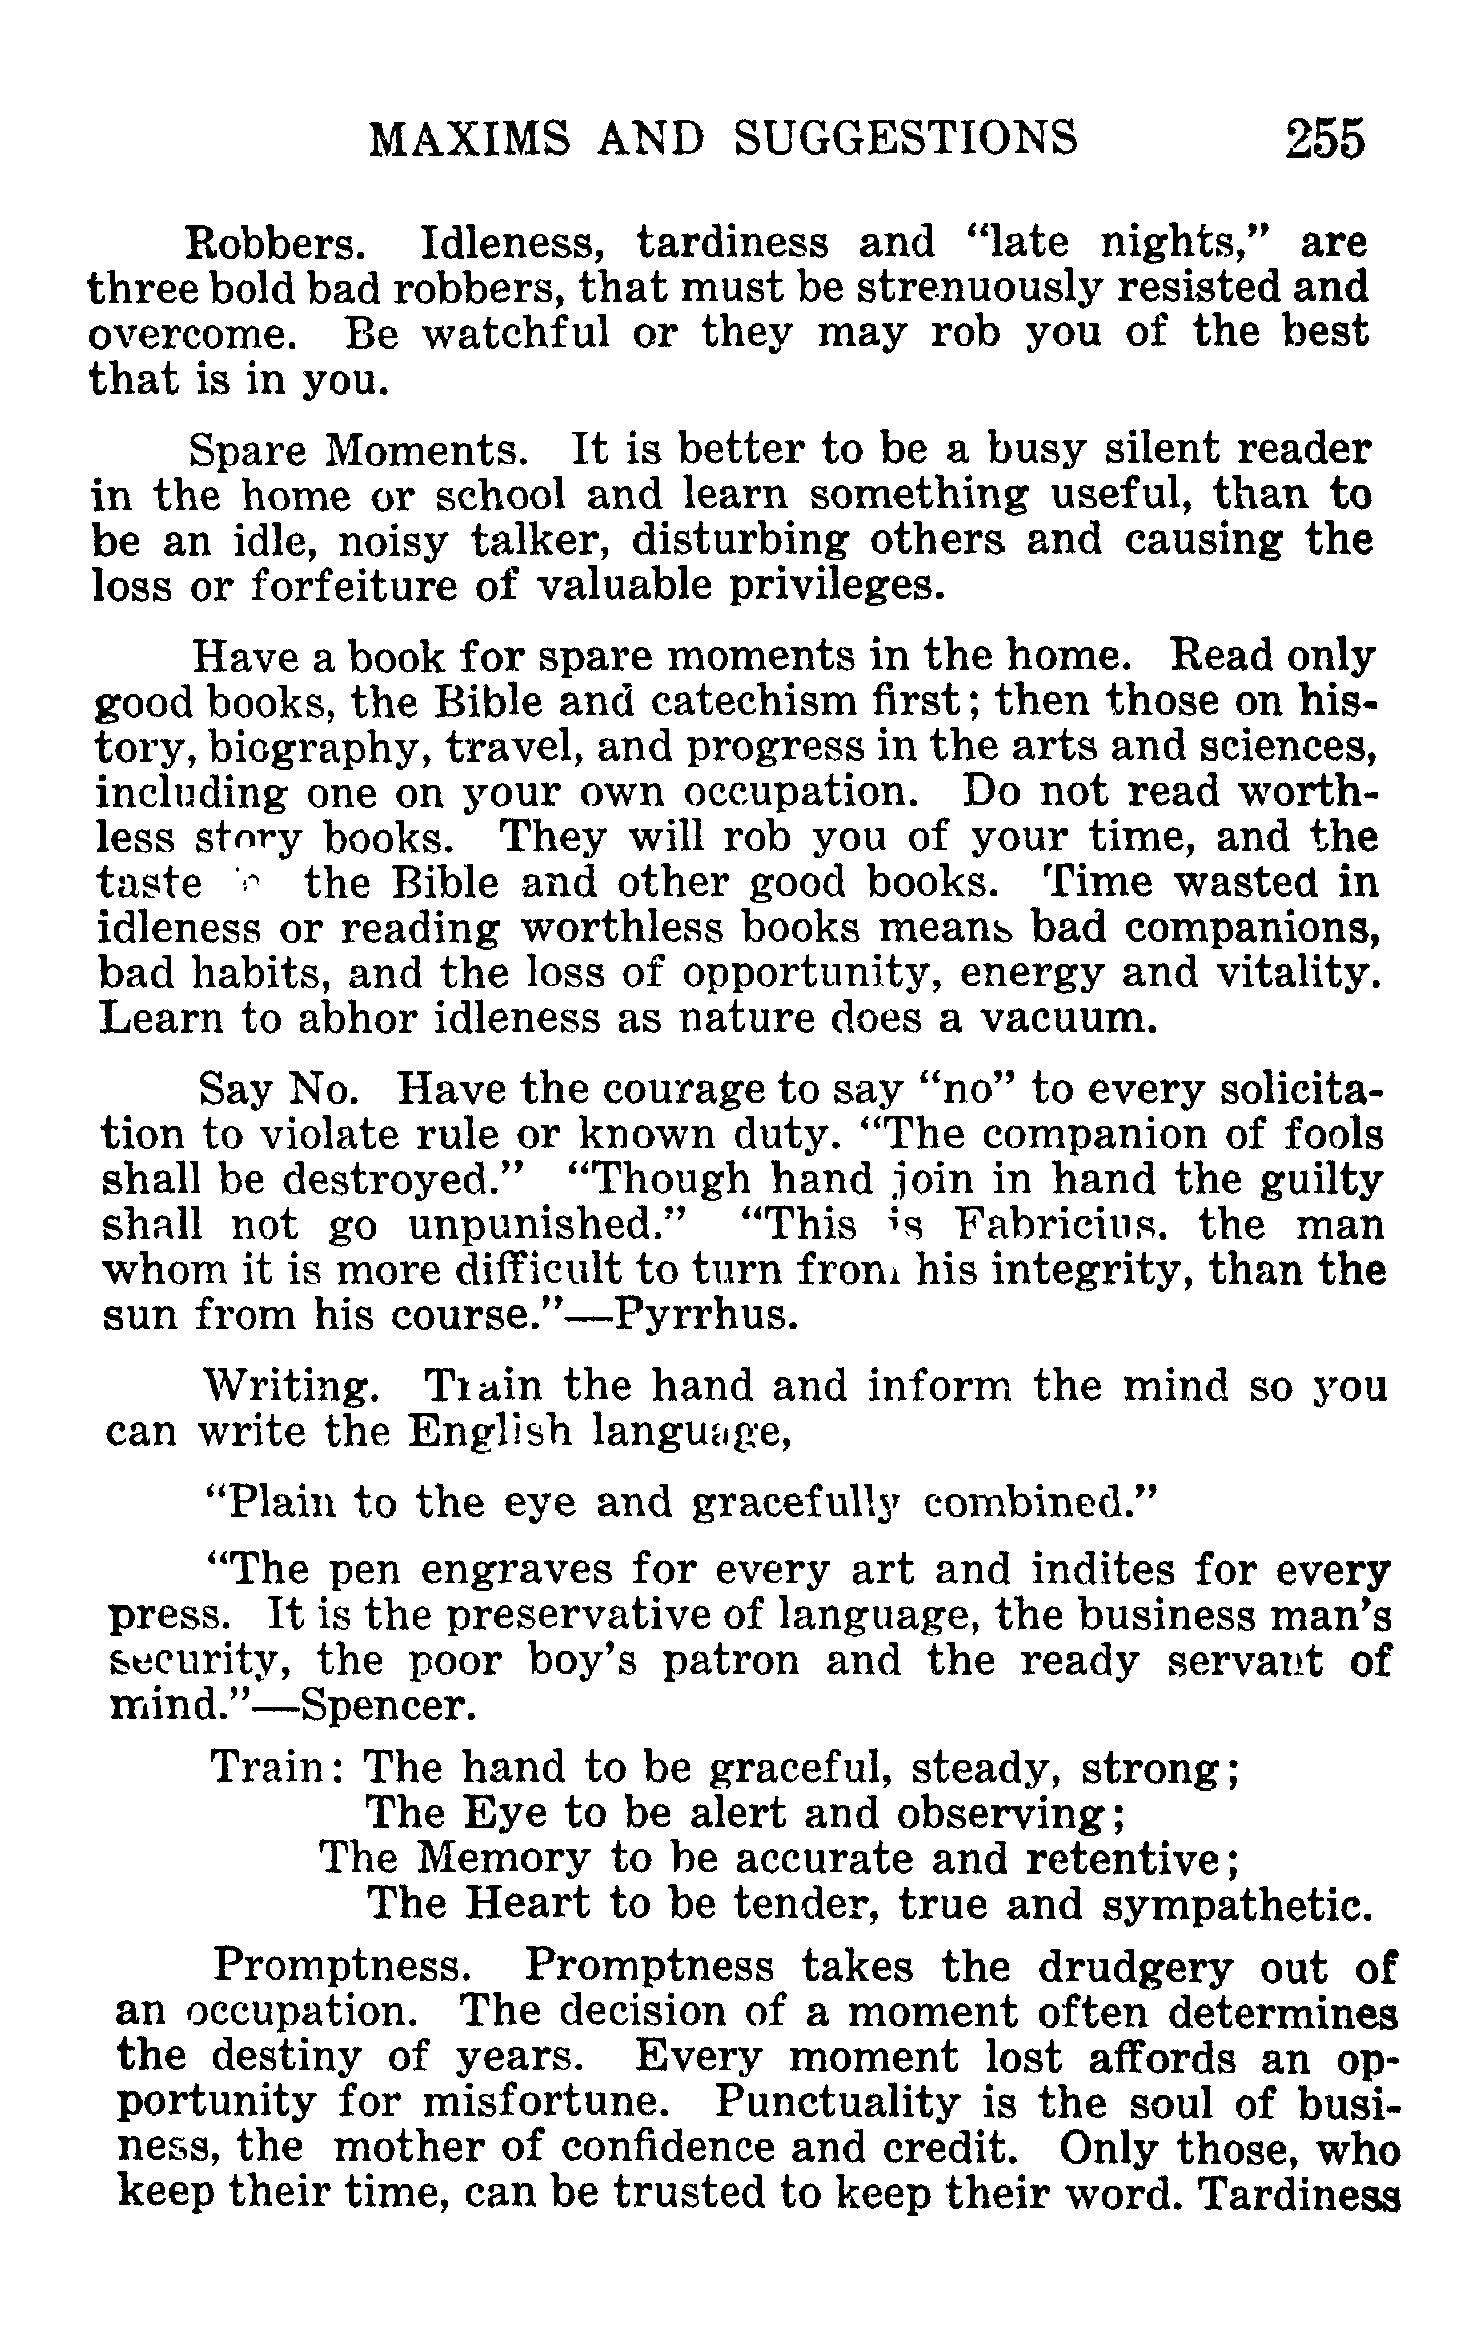 MAXIMS AND SUGGESTIONS 255
Robbers. Idleness, tardiness and “late nights,” are
three bold bad robbers, that must be strenuously resisted and
overcome. Be watchful or they may rob you of the best
that is in you.
Spare Moments. It is better to be a busy silent reader
in the home or school and learn something useful, than to
be an idle, noisy talker, disturbing others and causing the
loss or forfeiture of valuable privileges.
Have a book for spare moments in the home. Read only
good books, the Bible and catechism first; then those on his-
tory, biography, travel, and progress in the arts and sciences,
including one on your own occupation. Do not read worth-
less story books. They will rob you of your time, and the
taste the Bible and other good books. Time wasted in
idleness or reading worthless books means bad companions,
bad habits, and the loss of opportunity, energy and vitality.
Learn to abhor idleness as nature does a vacuum.
Say No. Have the courage to say “no” to every solicita-
tion to violate rule or known duty. “The companion of fools
shall be destroyed.” “Though hand join in hand the guilty
shall not go unpunished.” “This is Fabricius. the man
whom it is more difficult to turn from his integrity, than the
sun from his course.”—Pyrrhus.
Writing. Train the hand and inform the mind so you
can write the English language,
“Plain to the eye and gracefully combined.”
“The pen engraves for every art and indites for every
press. It is the preservative of language, the business man's
security, the poor boy's patron and the ready servant of
mind.”—Spencer.
Train: The hand to be graceful, steady, strong;
The Eye to be alert and observing;
The Memory to be accurate and retentive;
The Heart to be tender, true and sympathetic.
Promptness. Promptness takes the drudgery out of
an occupation. The decision of a moment often determines
the destiny of years. Every moment lost affords an op-
portunity for misfortune. Punctuality is the soul of busi-
ness, the mother of confidence and credit. Only those, who
keep their time, can be trusted to keep their word. Tardiness